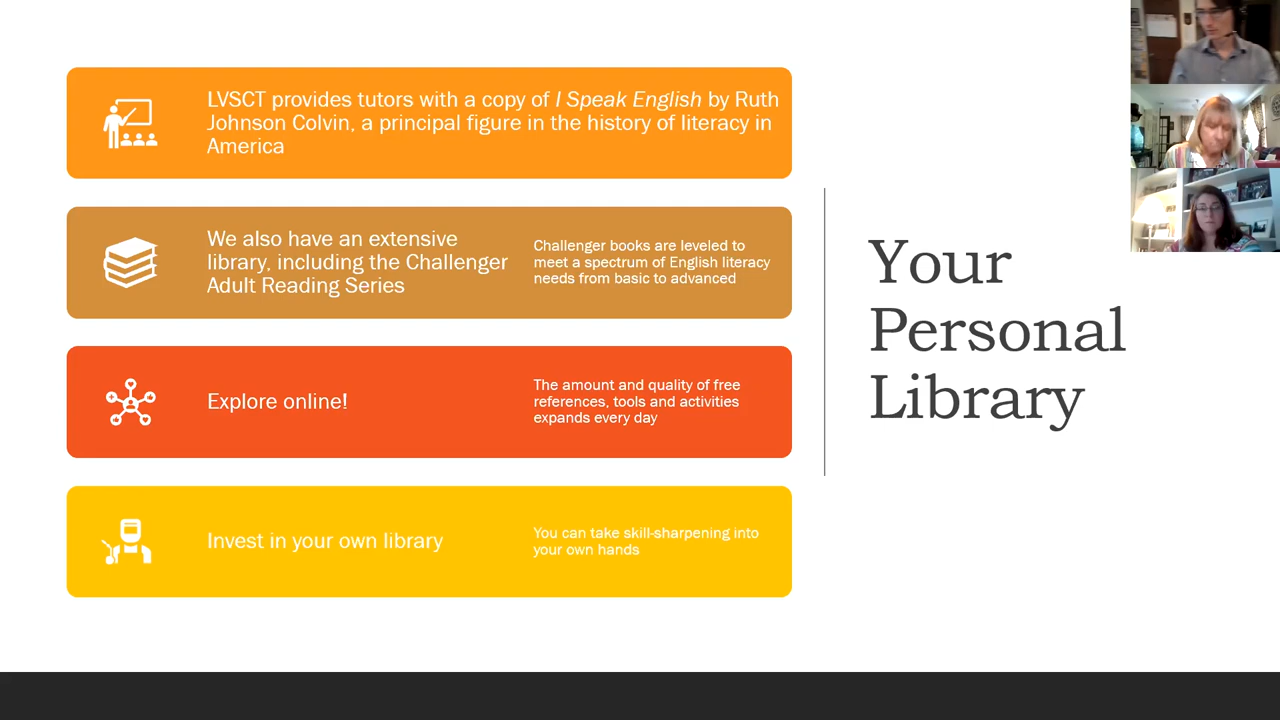 LVSCT provides tutors with a copy of I Speak English by Ruth
Johnson Colvin, a principal figure in the history of literacy in
America
We also have an extensive
library, including the Challenger
Adult Reading Series
Challenger books are leveled to
meet a spectrum of English literacy
needs from basic to advanced
Explore online!
The amount and quality of free
references, tools and activities
expands every day
Invest in your own library
You can take skill-sharpening into
your own hands
Your
Personal
Library